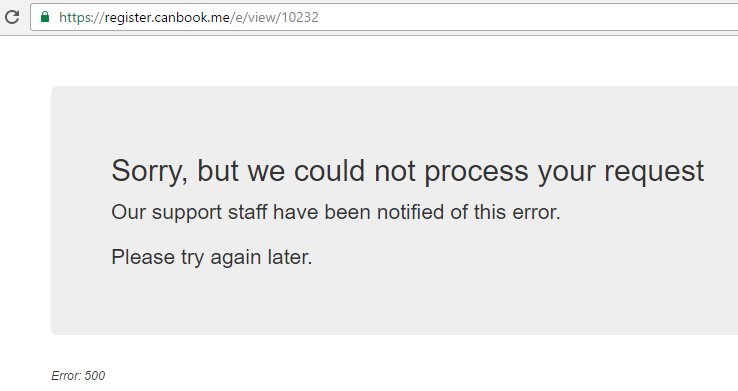 https://register.canbook.me/e/view/10232
Sorry, but we could not process your request
Our support staff have been notified of this error.
Please try again later.
Error: 500